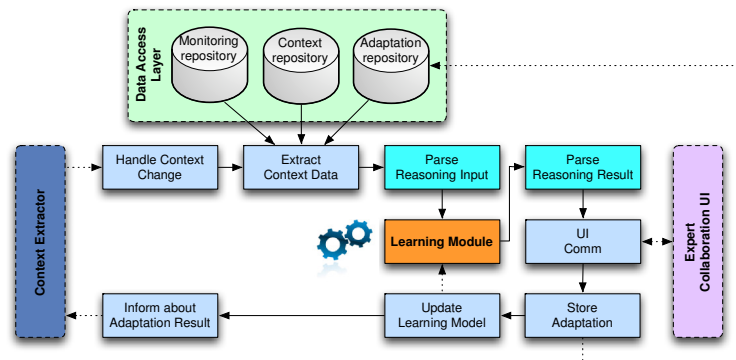 Data Access
Layer
Monitoring
repository
Context
repository
Adaptation
repository
Context Extractor
Handle Context
Change
Extract
Context Data
Parse
Reasoning Input
Parse
Reasoning Result
Learning Module
UI
Comm
Expert
Collaboration UI
Inform about
Adaptation Result
Update
Learning Model
Store
Adaptation